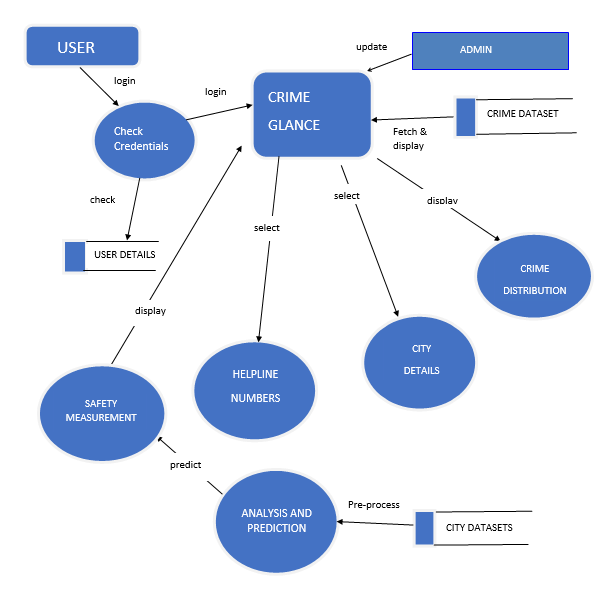 USER
update
ADMIN
login
login
CRIME
GLANCE
Check
Credentials
CRIME DATASET
Fetch &
display
check
select
select
display
USER DETAILS
CRIME
DISTRIBUTION
display
CITY
DETAILS
HELPLINE
NUMBERS
SAFETY
MEASUREMENT
predict
Pre-process
ANALYSIS AND
PREDICTION
CITY DATASETS